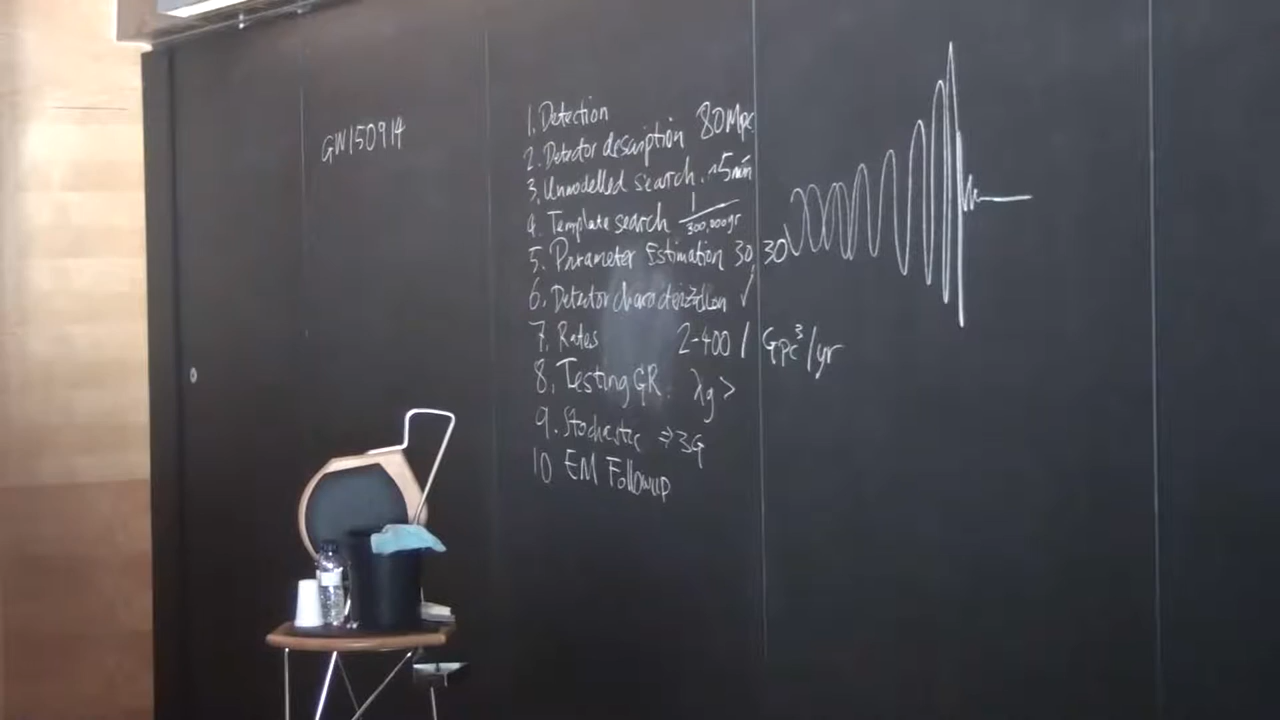 GW150914
1. Detection
2. Detector description 80Mpc
3. Unmodelled search. ~5min
4. Template search 1/300,000yr
5. Parameter Estimation 30, 30
6. Detector characterization ✓
7. Rates 2-400 / Gpc³/yr
8. Testing GR. λg >
9. Stochastic ⇒ 3G
10 EM Followup